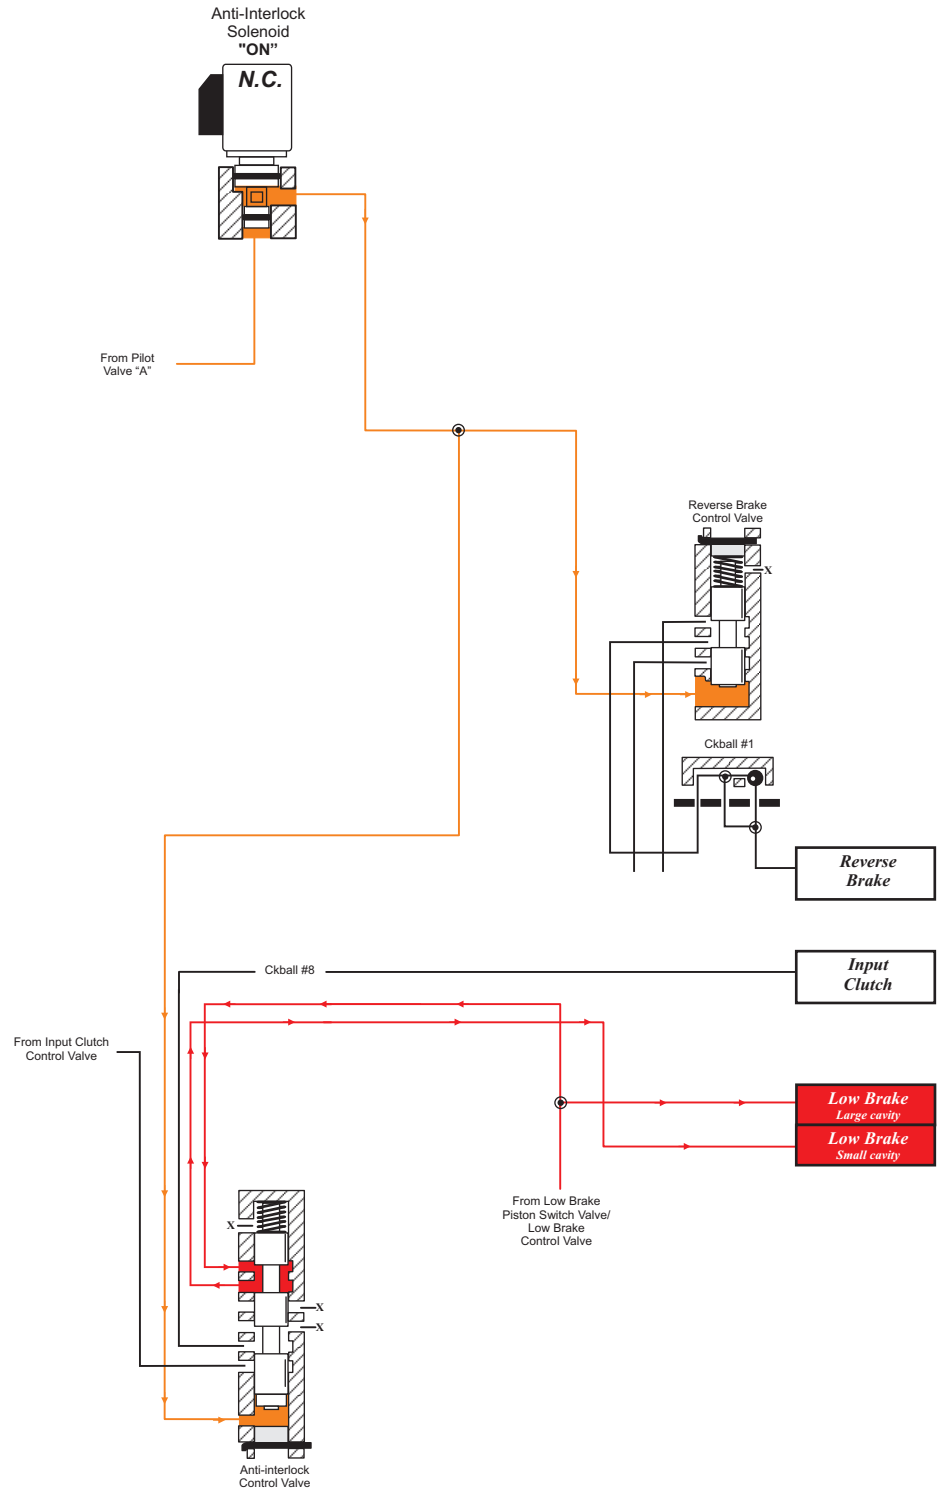 Anti-Interlock
Solenoid
"ON”
N.C.
From Pilot
Valve “A”
Reverse Brake
Control Valve
X
Ckball #1
Reverse
Brake
Input
Clutch
Ckball #8
From Input Clutch
Control Valve
Low Brake
Large cavity
Low Brake
Small cavity
From Low Brake
Piston Switch Valve/
Low Brake
Control Valve
X
X
X
Anti-interlock
Control Valve